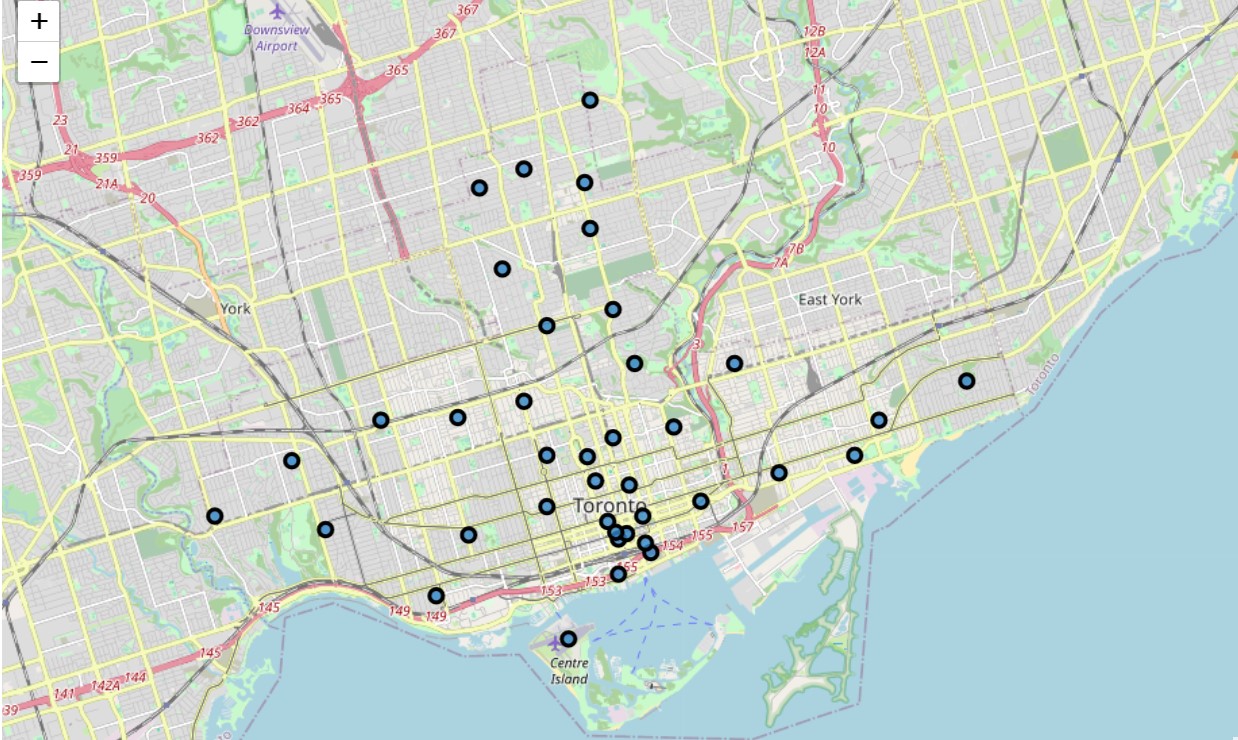 +
−
367
Downsview
Airport
367
12B
12A
365
11
365
364
10
23
362
362
10
21
359
359
21A
20
7B
7A
York
East York
3
Toronto
1
Toronto
157
155
154
155
153
153
145
149
149
145
Centre
Island
144
142A
141
39